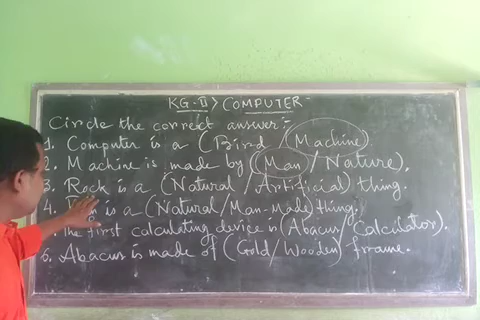 KG-II > COMPUTER-
Circle the correct answer:-
1. Computer is a (Bird / Machine)
2. Machine is made by (Man / Nature).
3. Rock is a (Natural / Artificial) thing.
4. is a (Natural / Man-Made) thing.
The first calculating device is (Abacus / Calculator).
6. Abacus is made of (Gold / Wooden) frame.